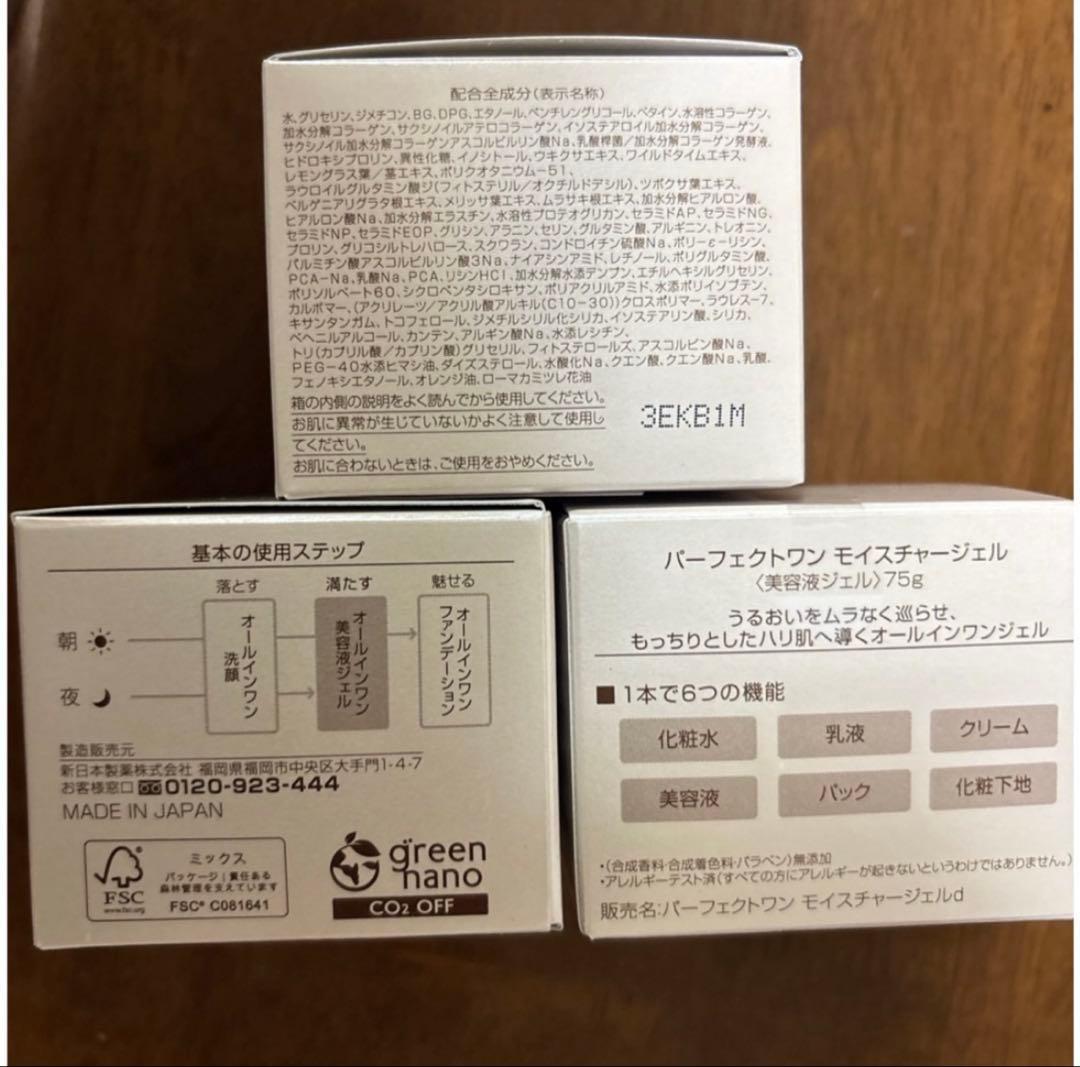 配合全成分(表示名称)
水、グリセリン、ジメチコン、BG、DPG、エタノール、ペンチレングリコール、ベタイン、水溶性コラーゲン、
加水分解コラーゲン、サクシノイルアテロコラーゲン、イソステアロイル加水分解コラーゲン、
サクシノイル加水分解コラーゲンアスコルビルリン酸Na、乳酸桿菌/加水分解コラーゲン発酵液、
ヒドロキシプロリン、異性化糖、イノシトール、ウキクサエキス、ワイルドタイムエキス、
レモングラス葉/茎エキス、ポリクオタニウム-51、
ラウロイルグルタミン酸ジ(フィトステリル/オクチルドデシル)、ツボクサ葉エキス、
ベルゲニアリグラタ根エキス、メリッサ葉エキス、ムラサキ根エキス、加水分解ヒアルロン酸、
ヒアルロン酸Na、加水分解エラスチン、水溶性プロテオグリカン、セラミドAP、セラミドNG、
セラミドNP、セラミドEOP、グリシン、アラニン、セリン、グルタミン酸、アルギニン、トレオニン、
プロリン、グリコシルトレハロース、スクワラン、コンドロイチン硫酸Na、ポリ-ε-リシン、
パルミチン酸アスコルビルリン酸3Na、ナイアシンアミド、レチノール、ポリグルタミン酸、
PCA-Na、乳酸Na、PCA、リシンHCl、加水分解水添デンプン、エチルヘキシルグリセリン、
ポリソルベート60、シクロペンタシロキサン、ポリアクリルアミド、水添ポリイソブテン、
カルボマー、(アクリレーツ/アクリル酸アルキル(C10-30))クロスポリマー、ラウレス-7、
キサンタンガム、トコフェロール、ジメチルシリル化シリカ、イソステアリン酸、シリカ、
ベヘニルアルコール、カンテン、アルギン酸Na、水添レシチン、
トリ(カプリル酸/カプリン酸)グリセリル、フィトステロールズ、アスコルビン酸Na、
PEG-40水添ヒマシ油、ダイズステロール、水酸化Na、クエン酸、クエン酸Na、乳酸、
フェノキシエタノール、オレンジ油、ローマカミツレ花油
箱の内側の説明をよく読んでから使用してください。
お肌に異常が生じていないかよく注意して使用し
てください。
お肌に合わないときは、ご使用をおやめください。
3EKB1M
基本の使用ステップ
落とす 満たす 魅せる
朝
夜
オールインワン
洗顔
オールインワン
美容液ジェル
オールインワン
ファンデーション
製造販売元
新日本製薬株式会社 福岡県福岡市中央区大手門1-4-7
お客様窓口 0120-923-444
MADE IN JAPAN
FSC
www.fsc.org
ミックス
パッケージ|責任ある
森林管理を支えています
FSC® C081641
green
nano
CO₂ OFF
パーフェクトワン モイスチャージェル
〈美容液ジェル〉75g
うるおいをムラなく巡らせ、
もっちりとしたハリ肌へ導くオールインワンジェル
■ 1本で6つの機能
化粧水 乳液 クリーム
美容液 パック 化粧下地
・(合成香料・合成着色料・パラベン)無添加
・アレルギーテスト済(すべての方にアレルギーが起きないというわけではありません。)
販売名:パーフェクトワン モイスチャージェルd